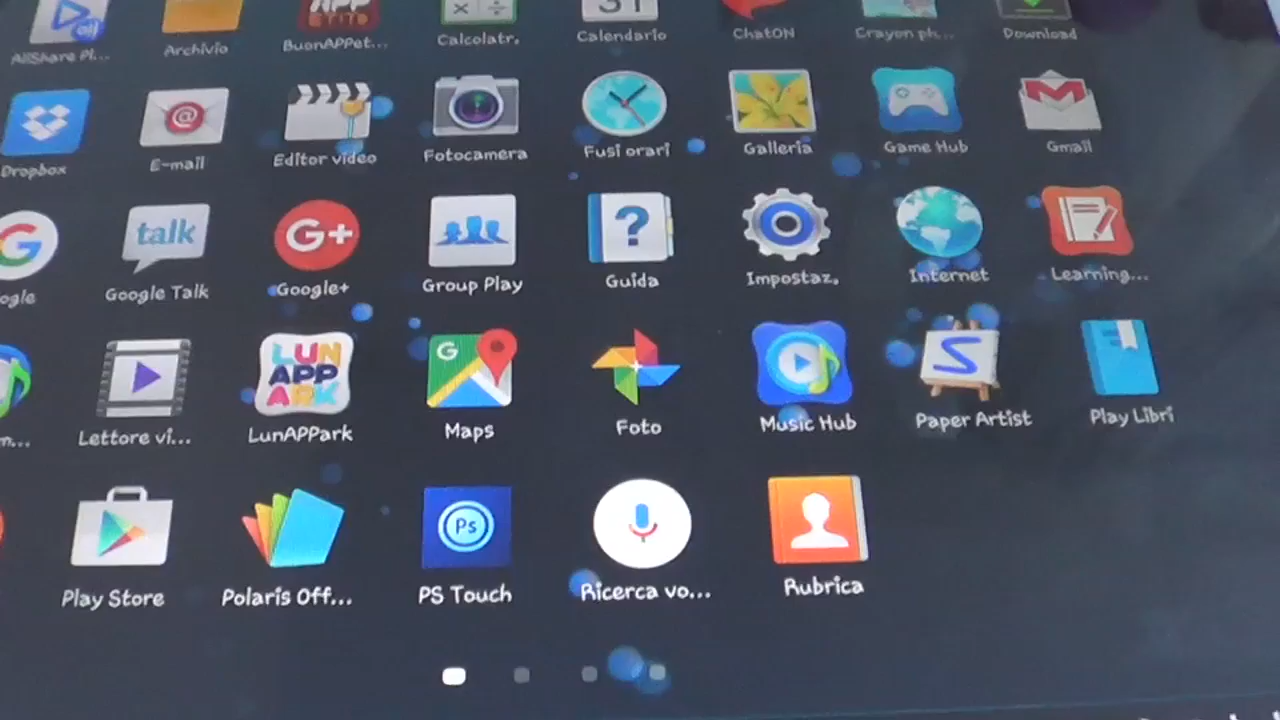 31
AllShare Pl...
Archivio
BuonAPPet...
Calcolatr.
Calendario
ChatON
Crayon ph...
Download
Dropbox
E-mail
Editor video
Fotocamera
Fusi orari
Galleria
Game Hub
Gmail
talk
G+
?
ogle
Google Talk
Google+
Group Play
Guida
Impostaz.
Internet
Learning...
LUN
APP
ARK
G
m...
Lettore vi...
LunAPPark
Maps
Foto
Music Hub
Paper Artist
Play Libri
Ps
Play Store
Polaris Off...
PS Touch
Ricerca vo...
Rubrica